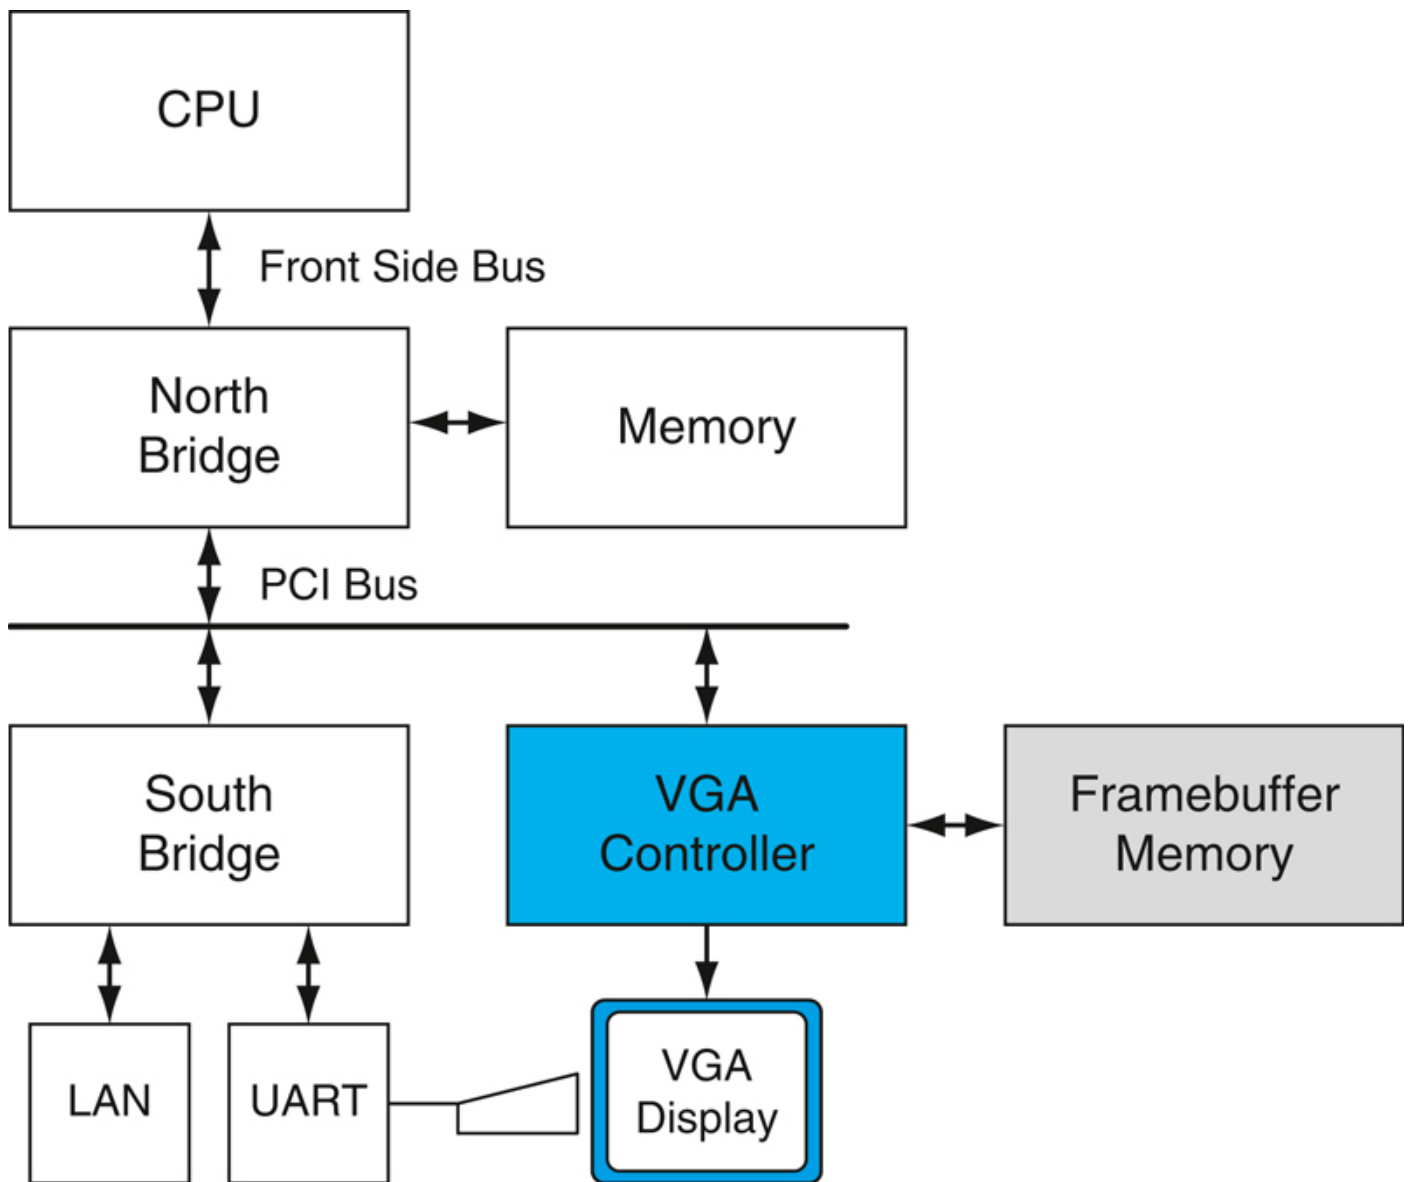 CPU
Front Side Bus
North
Bridge
Memory
PCI Bus
South
Bridge
VGA
Controller
Framebuffer
Memory
LAN
UART
VGA
Display